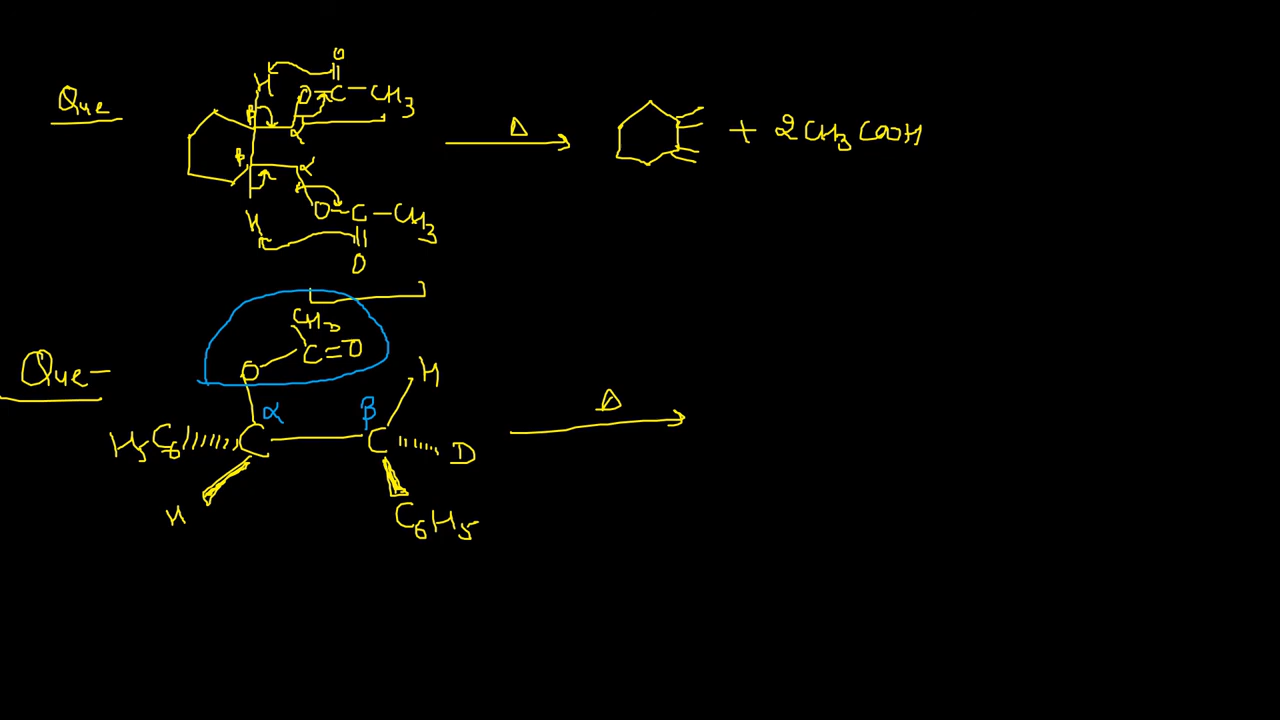 O
Que H O C CH3
β α Δ + 2CH3COOH
β α
O C CH3
H
O
CH3
C=O
Que- O H
α β Δ
H5C6 C C D
H C6H5